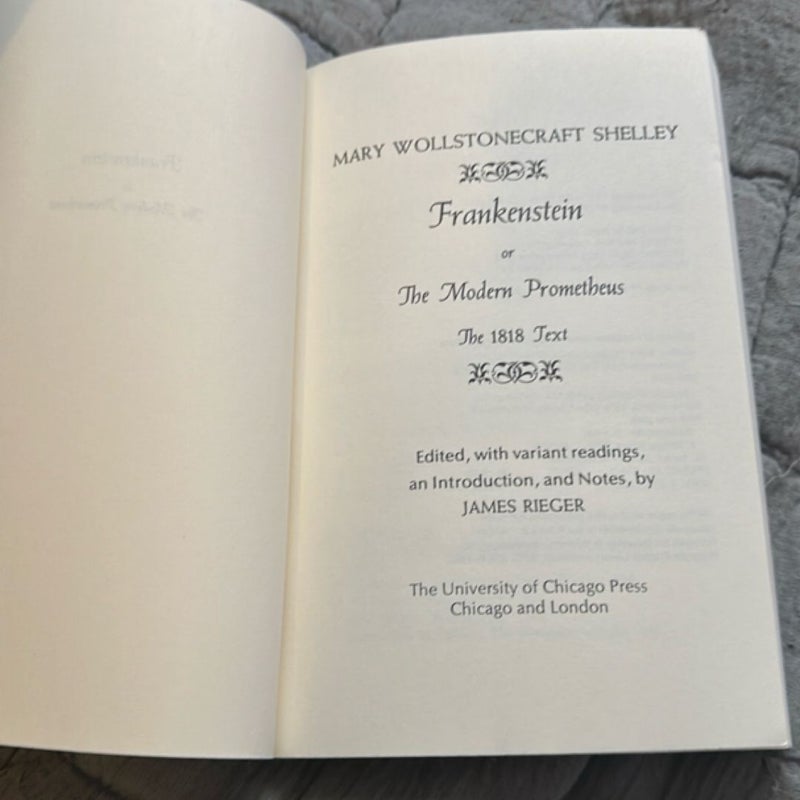 MARY WOLLSTONECRAFT SHELLEY
Frankenstein
or
The Modern Prometheus
The 1818 Text
Edited, with variant readings,
an Introduction, and Notes, by
JAMES RIEGER
The University of Chicago Press
Chicago and London